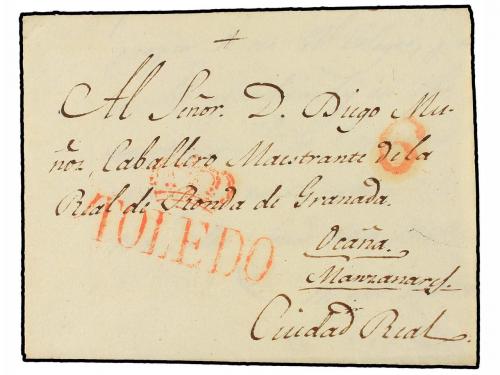 Al Señor. D. Diego Mu-
ñoz, Caballero Maestrante de la
Real de Ronda de Granada.
TOLEDO
Ocaña.
Manzanares.
Ciudad Real.